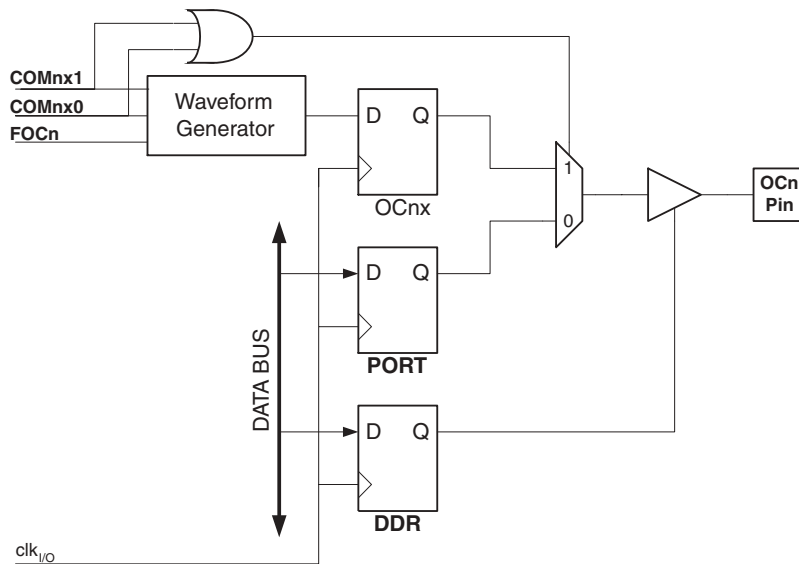 COMnx1
COMnx0
FOCn
Waveform
Generator
D Q
OCnx
1
0
OCn
Pin
D Q
PORT
DATA BUS
D Q
DDR
clkI/O